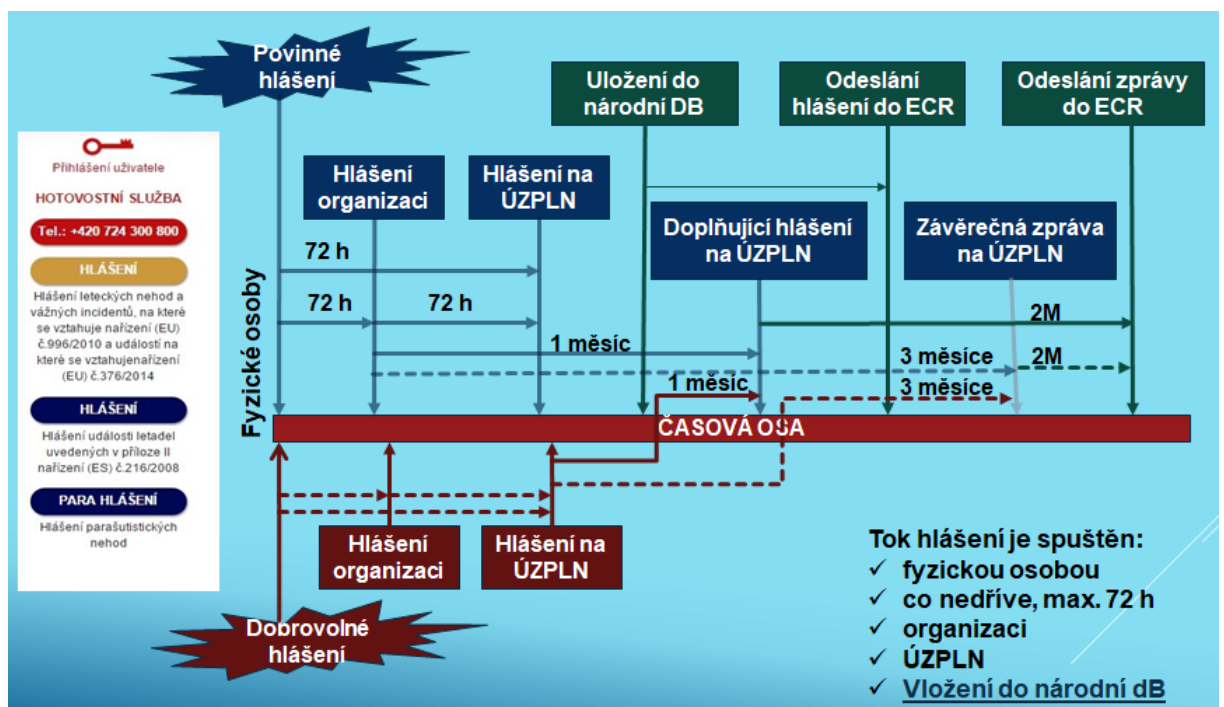 Povinné
hlášení
Uložení do
národní DB
Odeslání
hlášení do ECR
Odeslání zprávy
do ECR
Přihlášení uživatele
HOTOVOSTNÍ SLUŽBA
Tel.: +420 724 300 800
HLÁŠENÍ
Hlášení leteckých nehod a
vážných incidentů, na které
se vztahuje nařízení (EU)
č.996/2010 a událostí na
které se vztahujenařízení
(EU) č.376/2014
HLÁŠENÍ
Hlášení události letadel
uvedených v příloze II
nařízení (ES) č.216/2008
PARA HLÁŠENÍ
Hlášení parašutistických
nehod
Fyzické osoby
Hlášení
organizaci
Hlášení na
ÚZPLN
Doplňující hlášení
na ÚZPLN
Závěrečná zpráva
na ÚZPLN
72 h
72 h
72 h
2M
1 měsíc
3 měsíce
2M
1 měsíc
3 měsíce
ČASOVÁ OSA
Hlášení
organizaci
Hlášení na
ÚZPLN
Dobrovolné
hlášení
Tok hlášení je spuštěn:
✓ fyzickou osobou
✓ co nedříve, max. 72 h
✓ organizaci
✓ ÚZPLN
✓ Vložení do národní dB